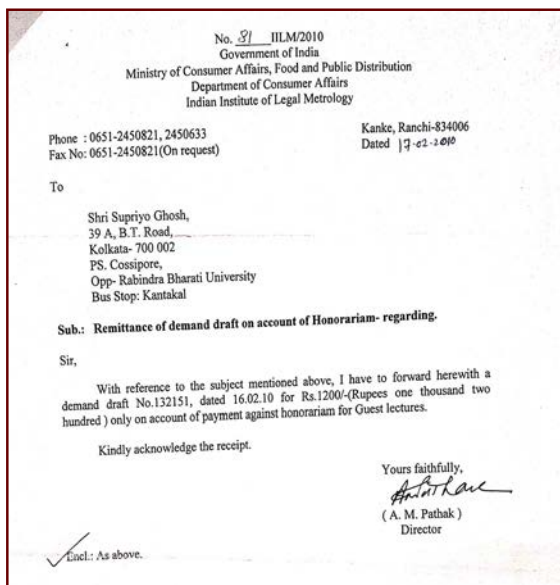 No. 81 IILM/2010
Government of India
Ministry of Consumer Affairs, Food and Public Distribution
Department of Consumer Affairs
Indian Institute of Legal Metrology
Phone : 0651-2450821, 2450633
Fax No: 0651-2450821(On request)
Kanke, Ranchi-834006
Dated 17-02-2010
To
Shri Supriyo Ghosh,
39 A, B.T. Road,
Kolkata- 700 002
PS. Cossipore,
Opp- Rabindra Bharati University
Bus Stop: Kantakal
Sub.: Remittance of demand draft on account of Honorariam- regarding.
Sir,
With reference to the subject mentioned above, I have to forward herewith a
demand draft No.132151, dated 16.02.10 for Rs.1200/-(Rupees one thousand two
hundred ) only on account of payment against honorariam for Guest lectures.
Kindly acknowledge the receipt.
Yours faithfully,
( A. M. Pathak )
Director
Encl.: As above.